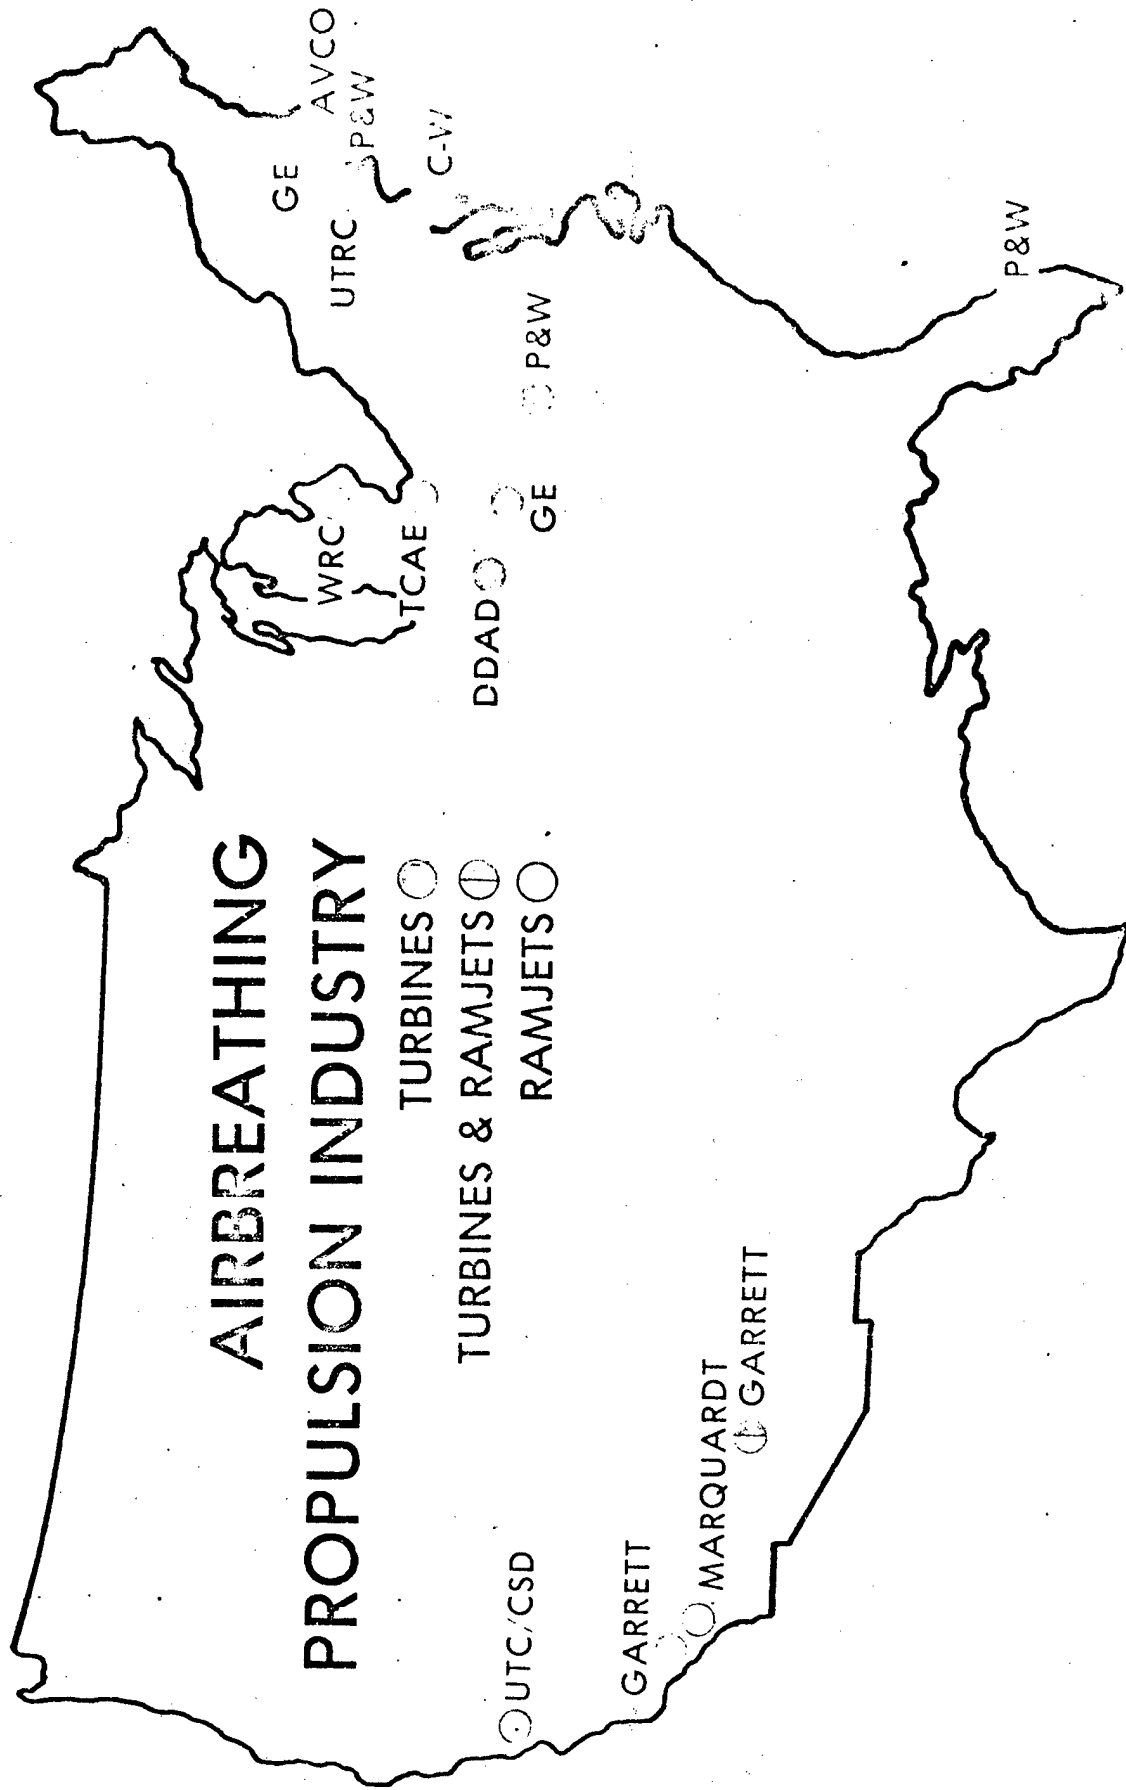 AIRBREATHING
PROPULSION INDUSTRY
TURBINES
TURBINES & RAMJETS
RAMJETS
UTC/CSD
GARRETT
MARQUARDT
GARRETT
DDAD
TCAE
WRC
GE
P&W
UTRC
GE
AVCO
P&W
C-W
P&W